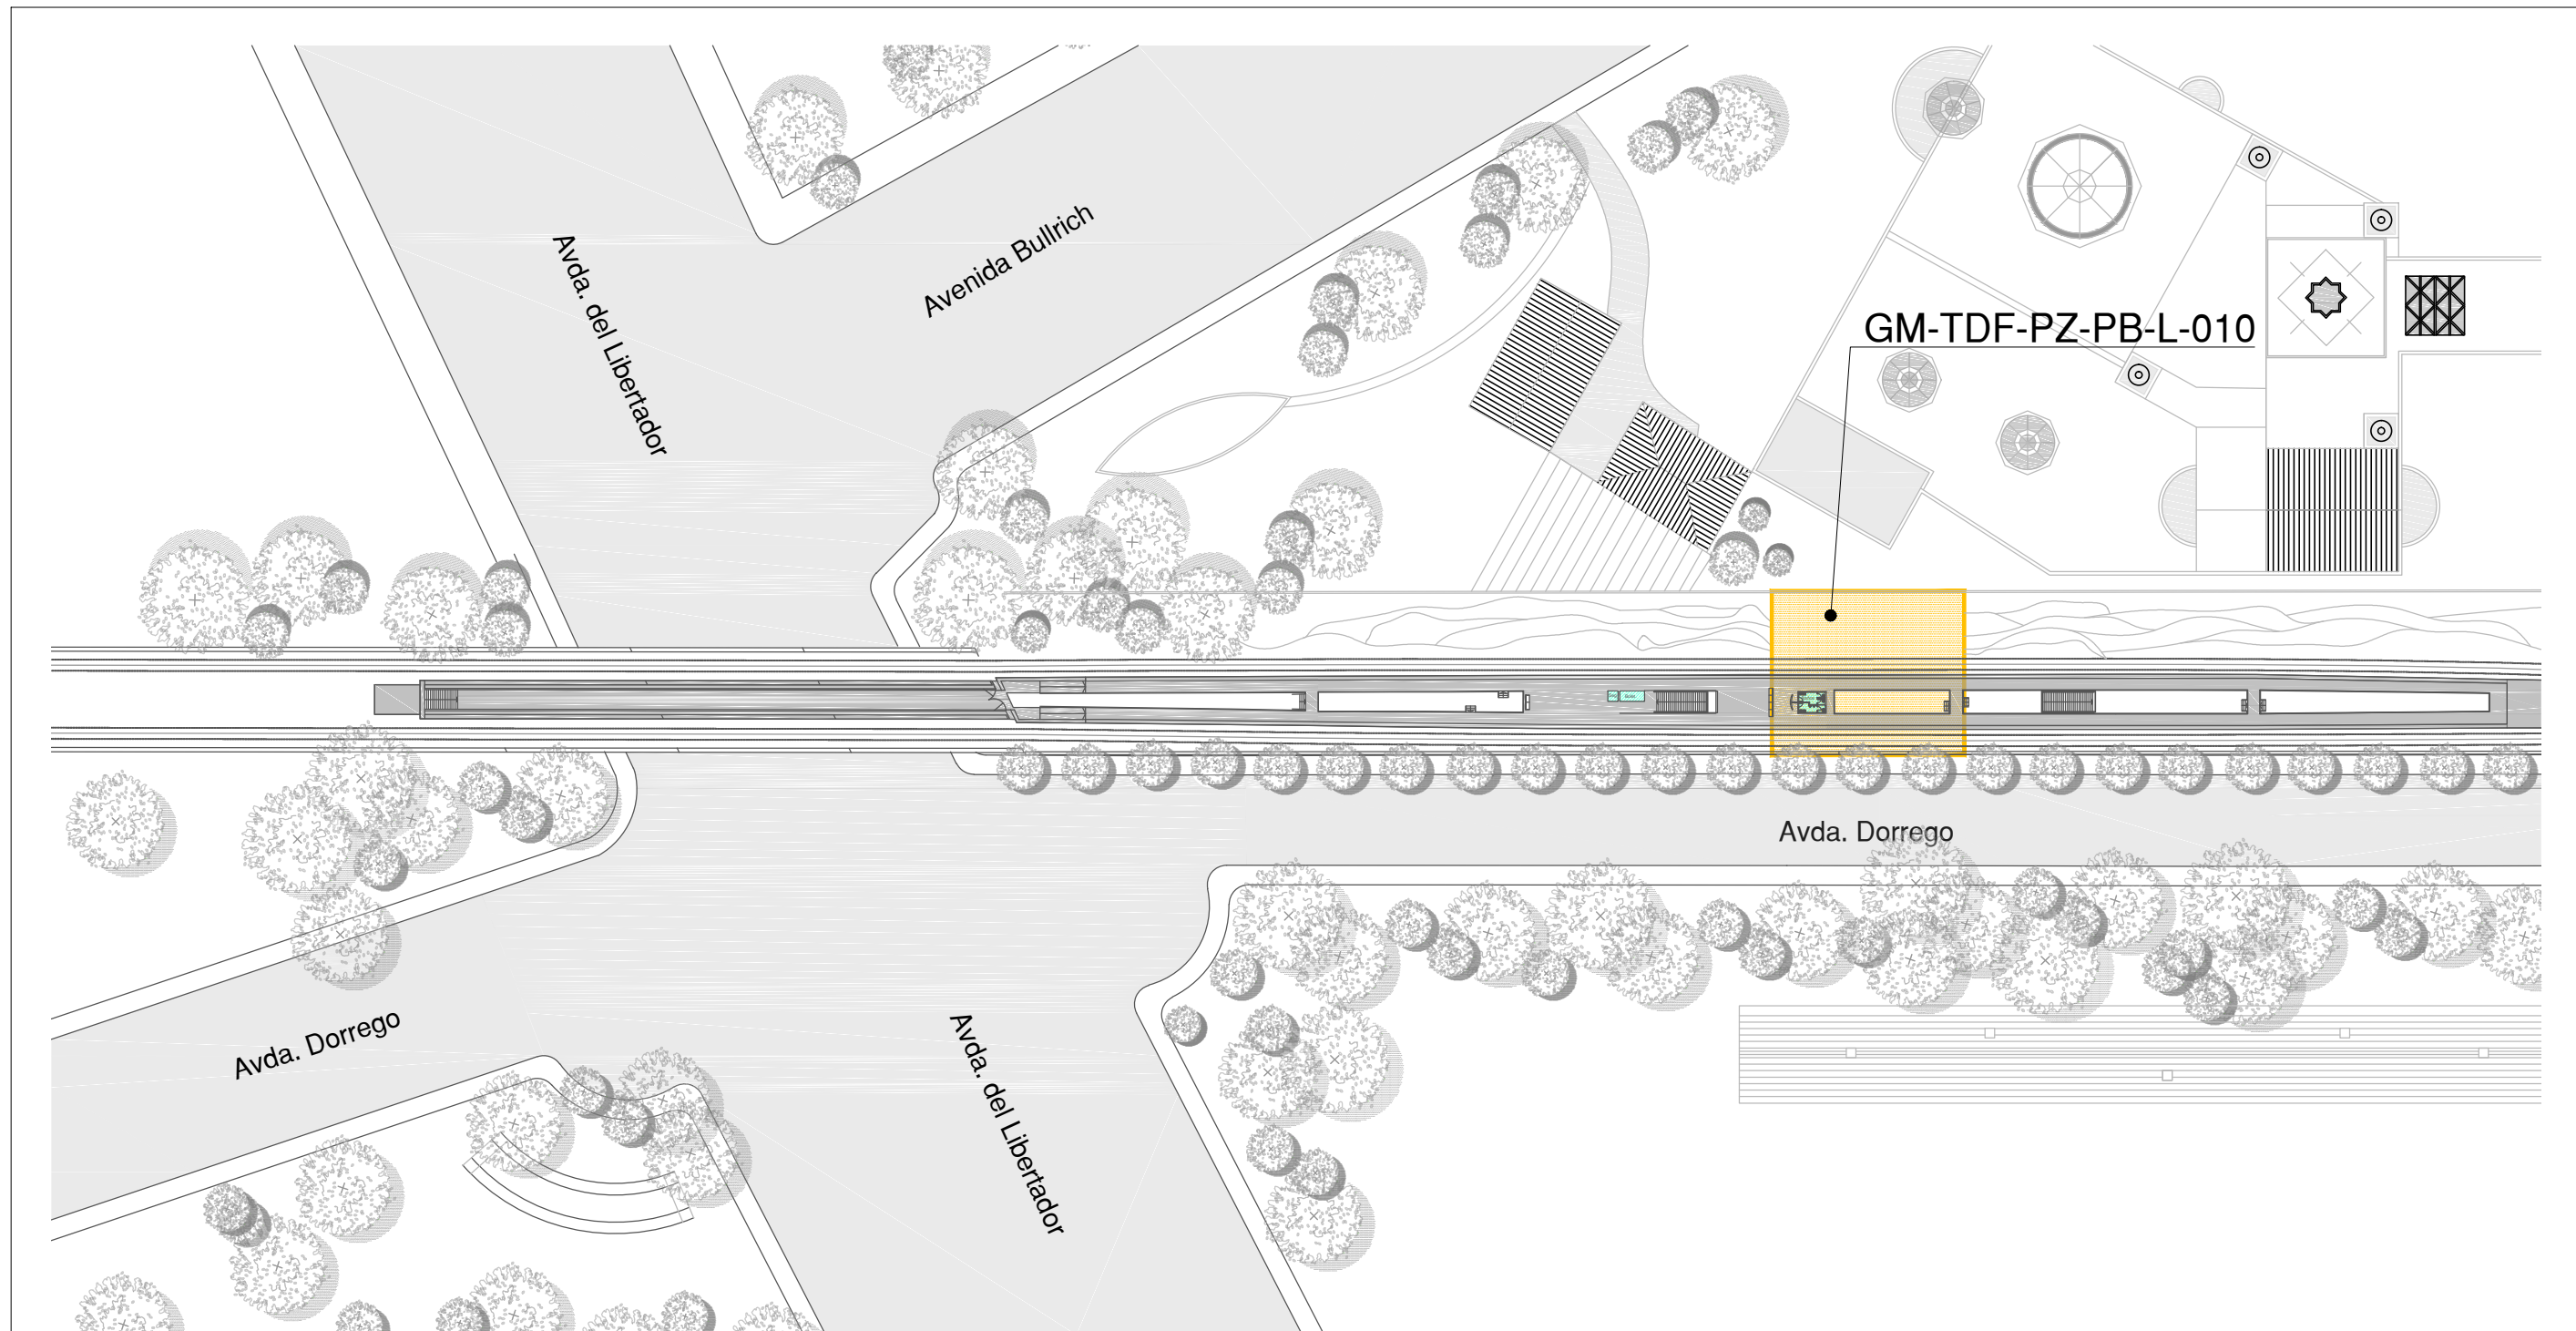 Avda. del Libertador
Avenida Bullrich
GM-TDF-PZ-PB-L-010
Avda. Dorrego
Avda. Dorrego
Avda. del Libertador